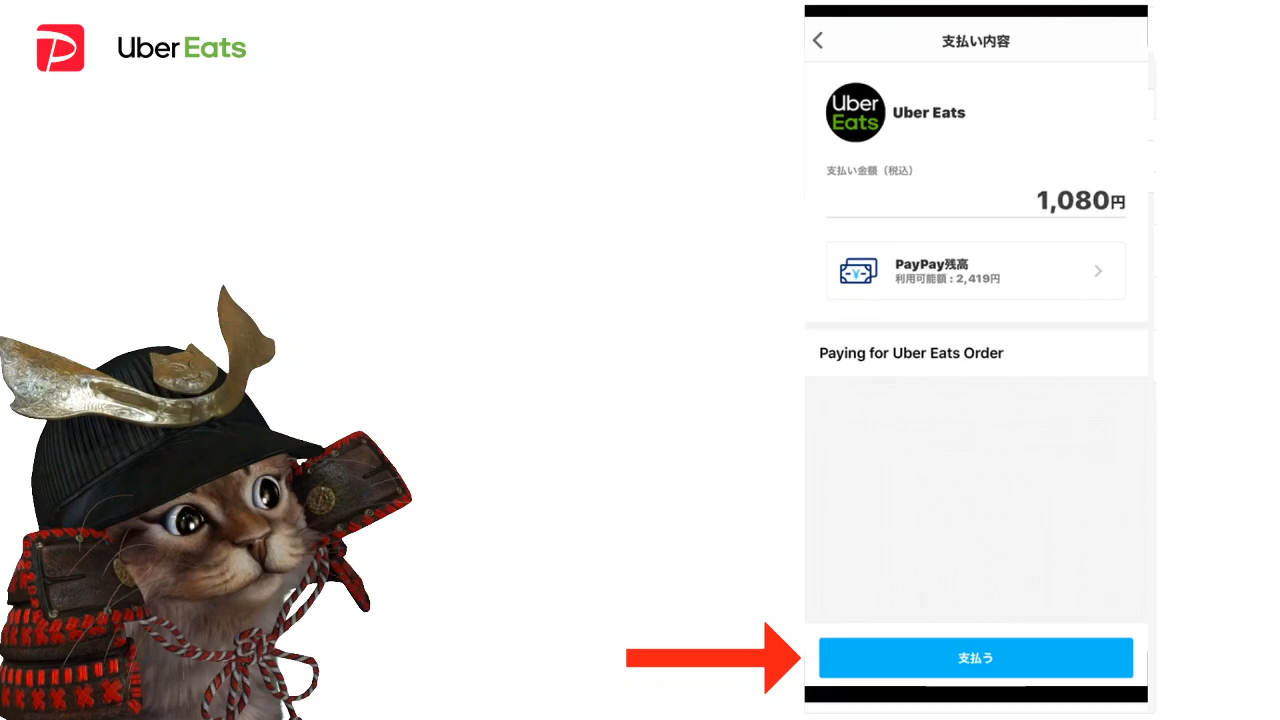 Uber Eats
支払い内容
Uber Eats
Uber Eats
支払い金額（税込）
1,080円
PayPay残高
利用可能額：2,419円
Paying for Uber Eats Order
支払う